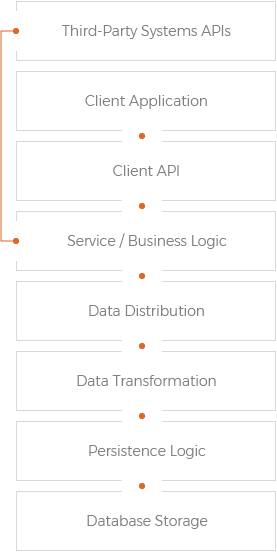 Third-Party Systems APIs
Client Application
Client API
Service / Business Logic
Data Distribution
Data Transformation
Persistence Logic
Database Storage